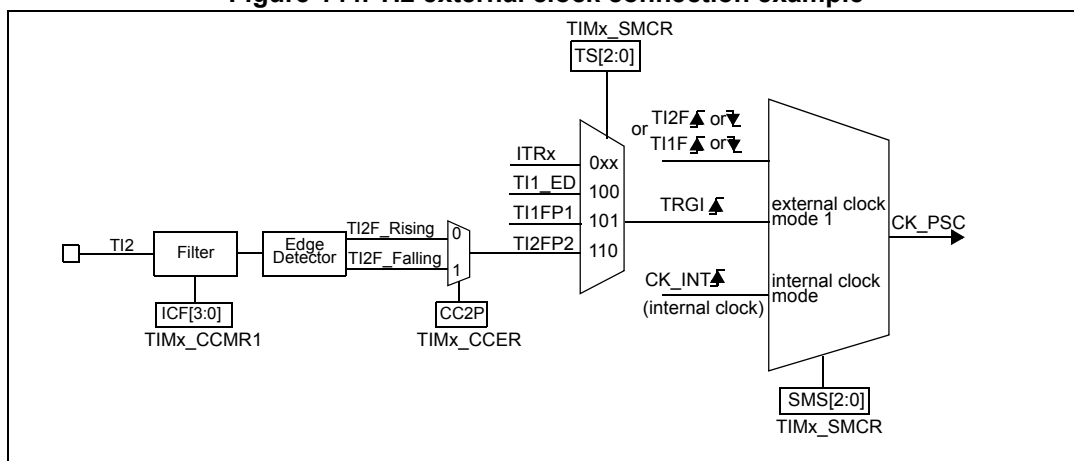 Figure 144. TI2 external clock connection example
TIMx_SMCR
TS[2:0]
or TI2F or
TI1F or
ITRx
0xx
TI1_ED
100
TRGI
external clock
mode 1
TI1FP1
101
CK_PSC
TI2F_Rising
0
TI2FP2
110
TI2
Filter
Edge
Detector
TI2F_Falling
1
CK_INT
internal clock
mode
(internal clock)
ICF[3:0]
CC2P
TIMx_CCMR1
TIMx_CCER
SMS[2:0]
TIMx_SMCR